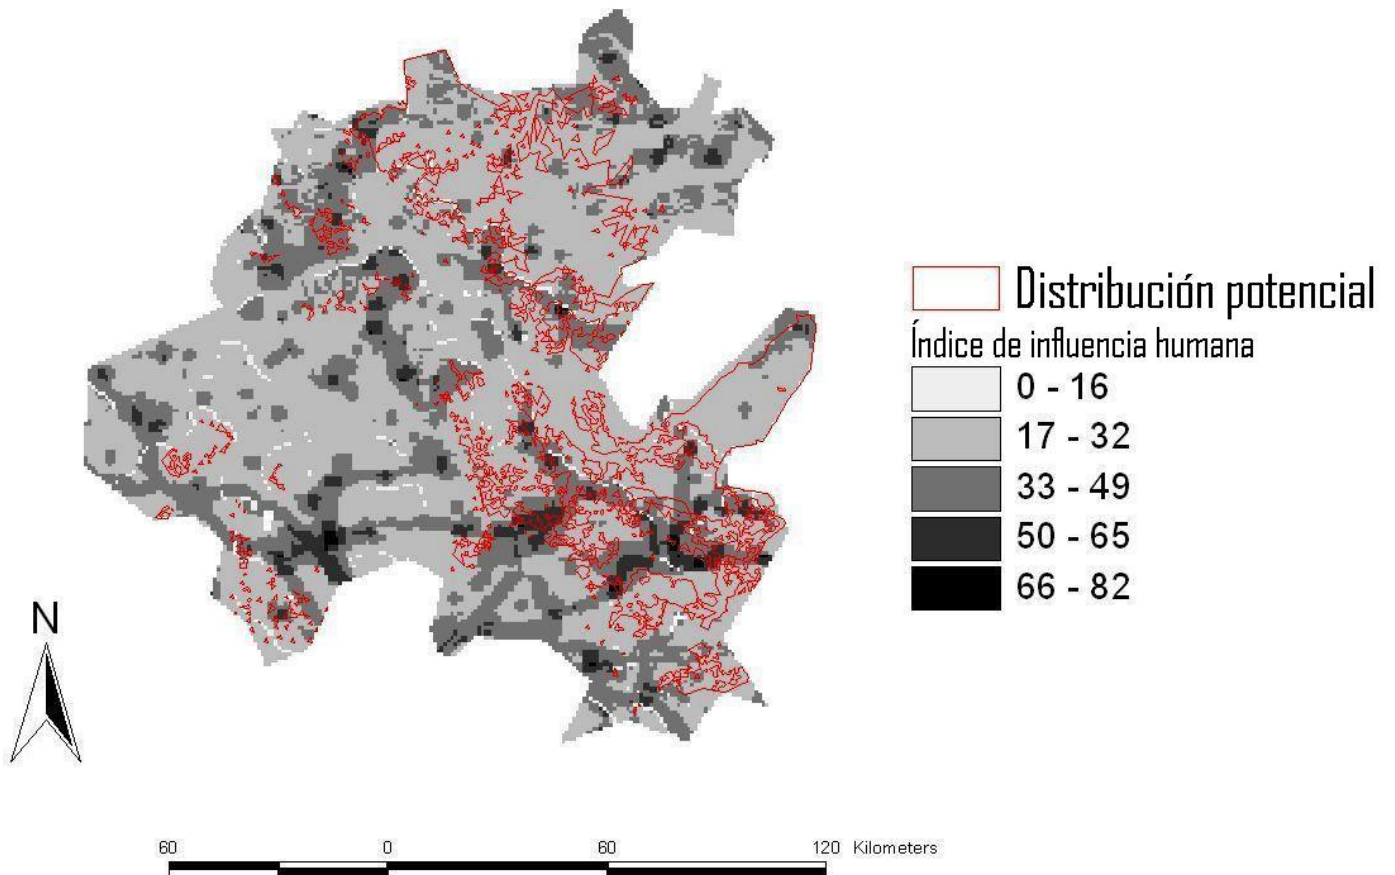 Distribución potencial
Índice de influencia humana
0 - 16
17 - 32
33 - 49
50 - 65
66 - 82
N
60 0 60 120 Kilometers